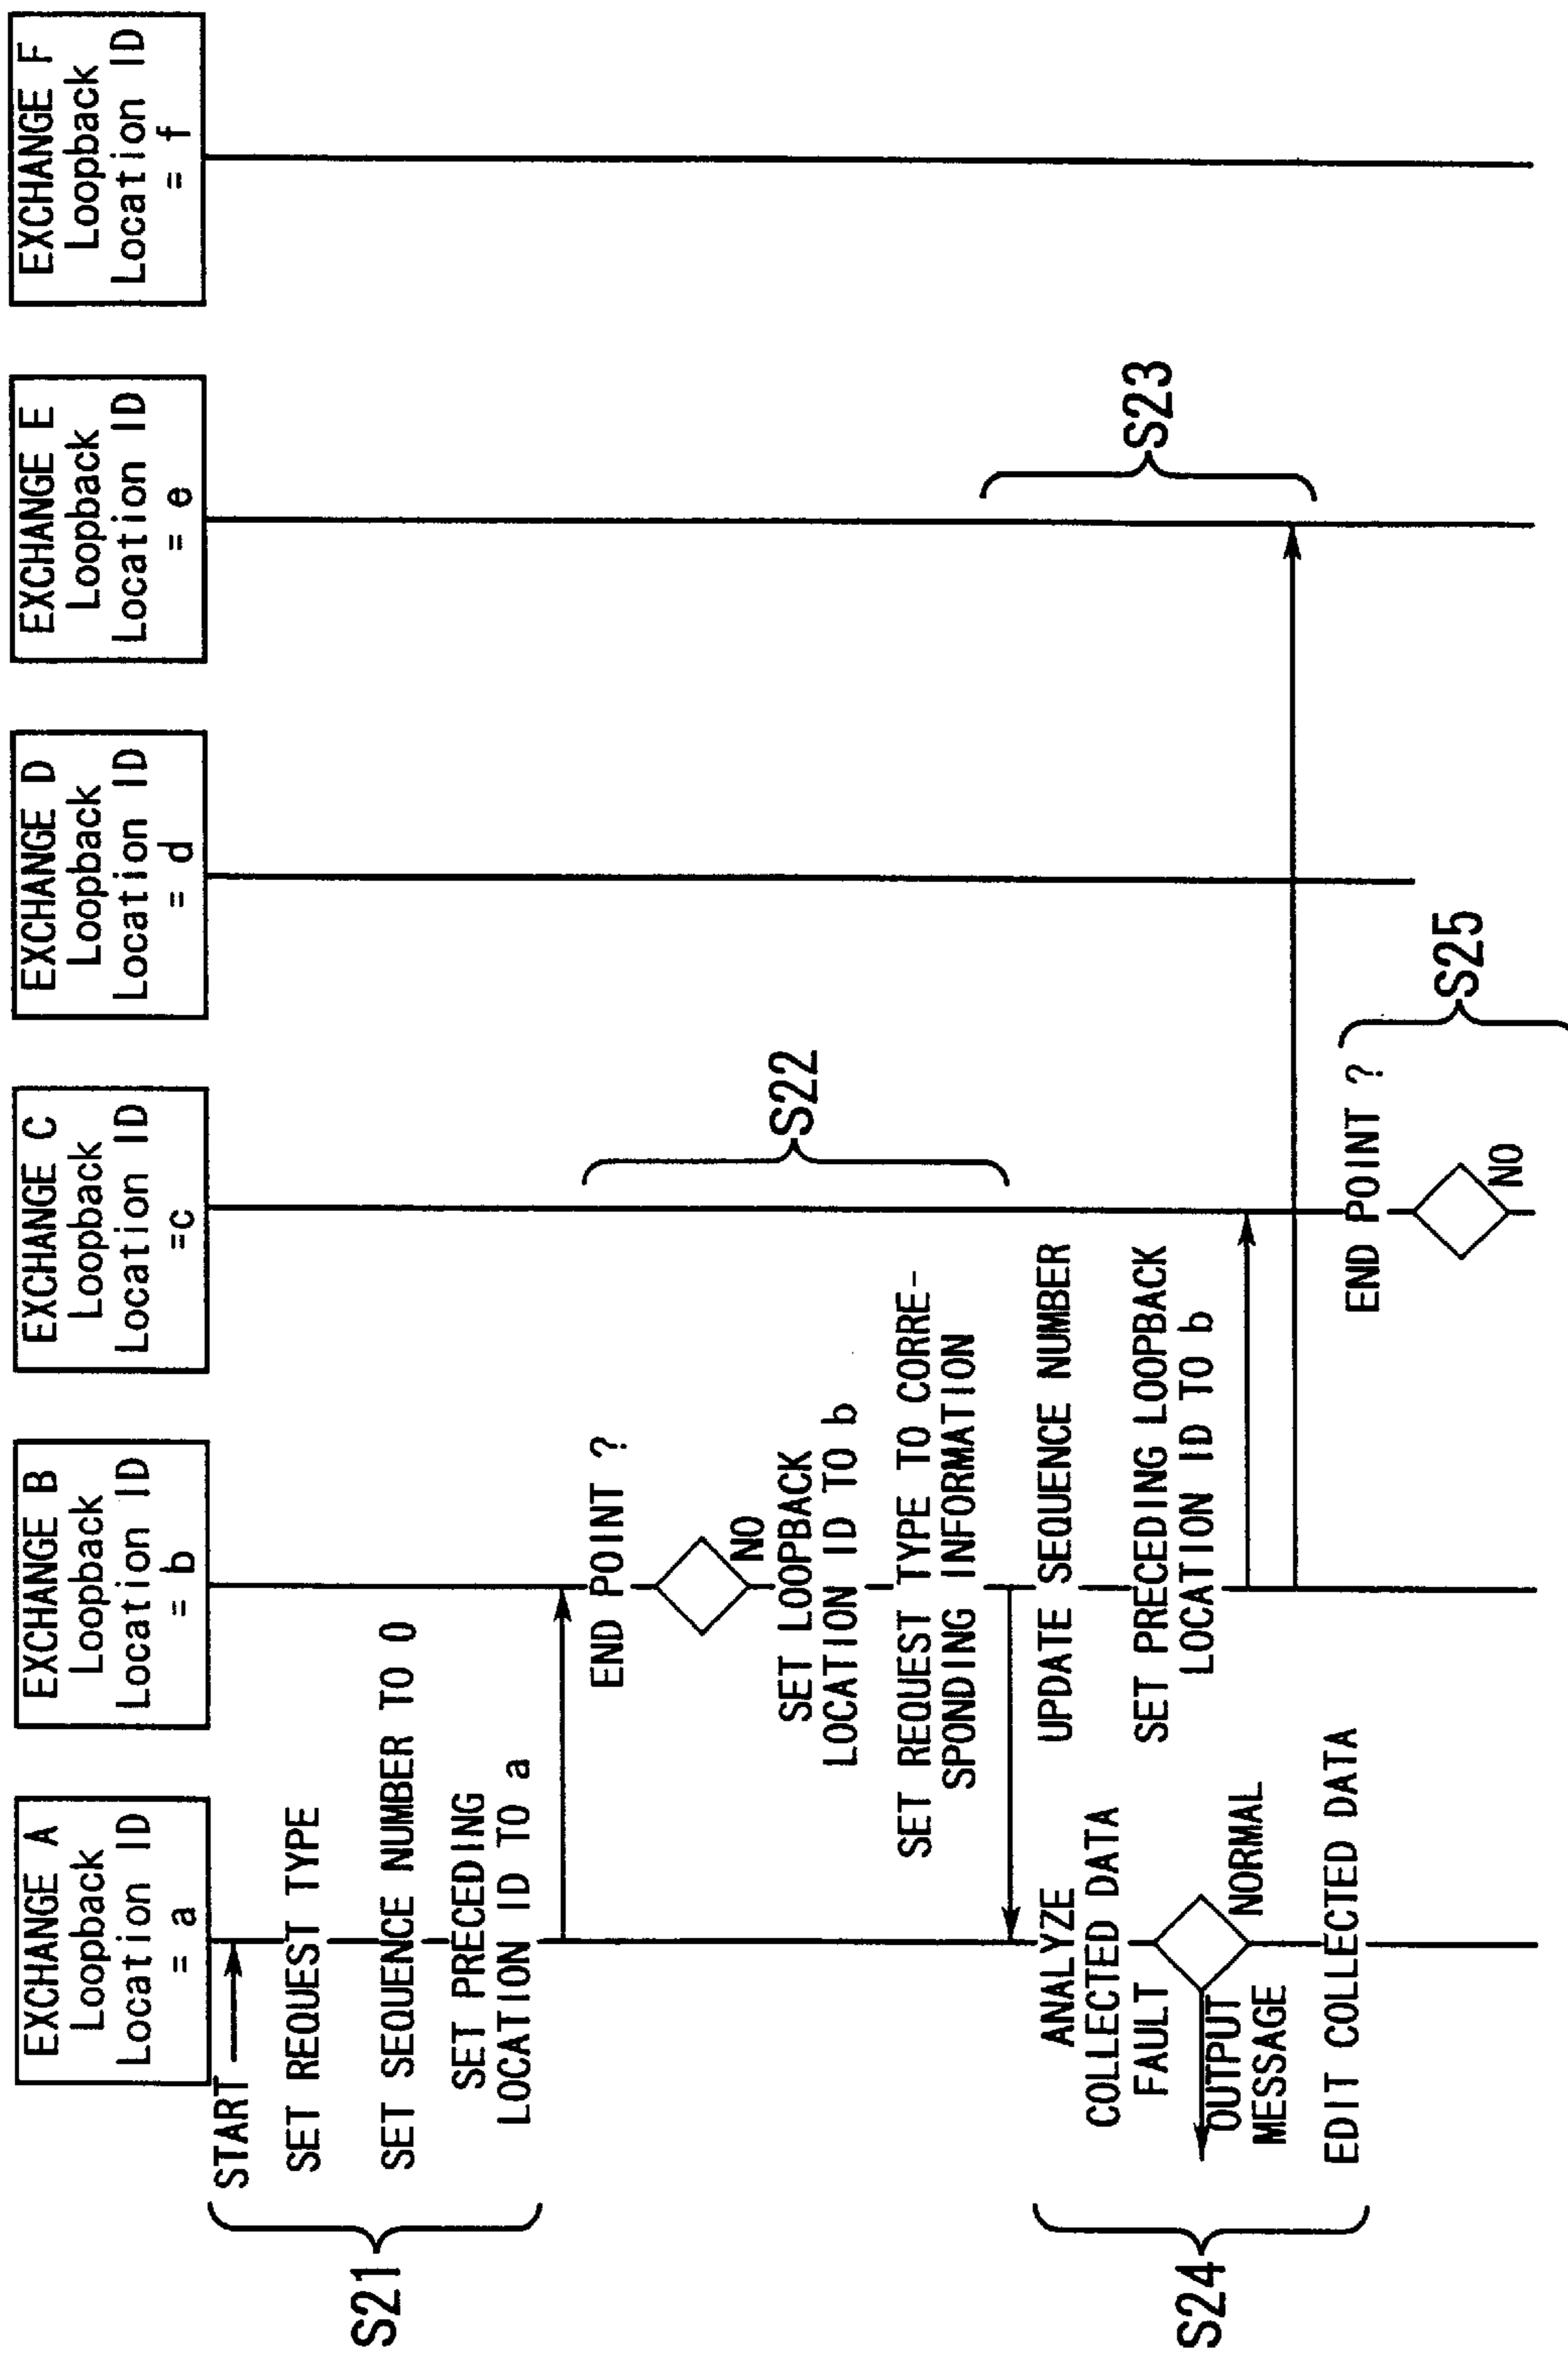 EXCHANGE A
Loopback
Location ID
= a
EXCHANGE B
Loopback
Location ID
= b
EXCHANGE C
Loopback
Location ID
=c
EXCHANGE D
Loopback
Location ID
= d
EXCHANGE E
Loopback
Location ID
= e
EXCHANGE F
Loopback
Location ID
= f
START
SET REQUEST TYPE
SET SEQUENCE NUMBER TO 0
SET PRECEDING
LOCATION ID TO a
S21
END POINT ?
NO
SET LOOPBACK
LOCATION ID TO b
SET REQUEST TYPE TO CORRE-
SPONDING INFORMATION
S22
UPDATE SEQUENCE NUMBER
SET PRECEDING LOOPBACK
LOCATION ID TO b
S23
ANALYZE
COLLECTED DATA
FAULT
NORMAL
OUTPUT
MESSAGE
EDIT COLLECTED DATA
S24
END POINT ?
NO
S25